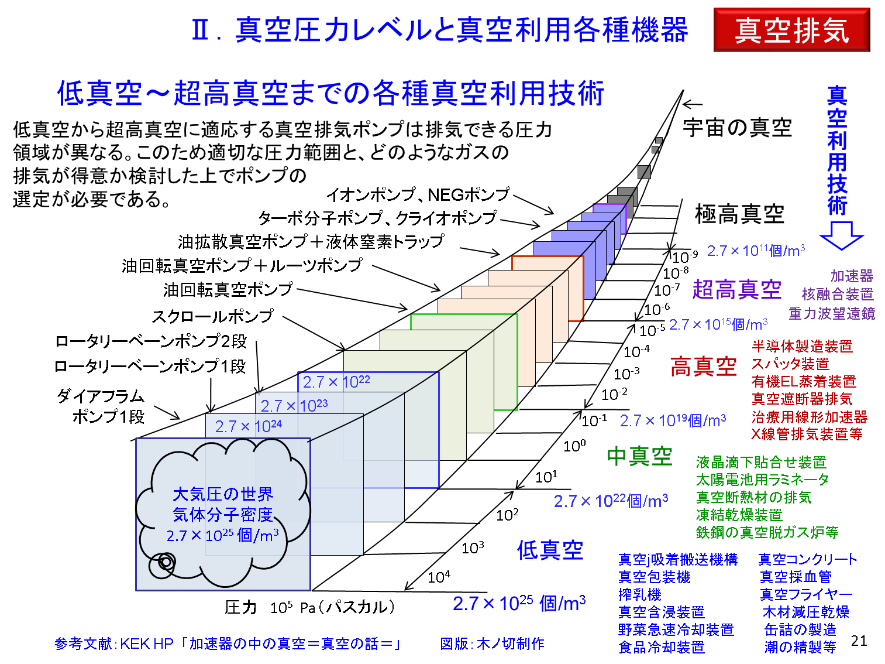 Ⅱ．真空圧力レベルと真空利用各種機器
真空排気
低真空～超高真空までの各種真空利用技術
低真空から超高真空に適応する真空排気ポンプは排気できる圧力
領域が異なる。このため適切な圧力範囲と、どのようなガスの
排気が得意か検討した上でポンプの
選定が必要である。
イオンポンプ、NEGポンプ
ターボ分子ポンプ、クライオポンプ
油拡散真空ポンプ＋液体窒素トラップ
油回転真空ポンプ＋ルーツポンプ
油回転真空ポンプ
スクロールポンプ
ロータリーベーンポンプ2段
ロータリーベーンポンプ1段
ダイアフラム
ポンプ1段
2.7×10²²
2.7×10²³
2.7×10²⁴
大気圧の世界
気体分子密度
2.7×10²⁵ 個/m³
圧力 10⁵ Pa（パスカル）
10⁴
10³
10²
10¹
10⁰
10⁻¹
10⁻²
10⁻³
10⁻⁴
10⁻⁵
10⁻⁶
10⁻⁷
10⁻⁸
10⁻⁹
宇宙の真空
極高真空
2.7×10¹¹個/m³
超高真空
2.7×10¹⁵個/m³
高真空
2.7×10¹⁹個/m³
中真空
2.7×10²²個/m³
低真空
2.7×10²⁵ 個/m³
真空利用技術
加速器
核融合装置
重力波望遠鏡
半導体製造装置
スパッタ装置
有機EL蒸着装置
真空遮断器排気
治療用線形加速器
X線管排気装置等
液晶滴下貼合せ装置
太陽電池用ラミネータ
真空断熱材の排気
凍結乾燥装置
鉄鋼の真空脱ガス炉等
真空j吸着搬送機構
真空包装機
搾乳機
真空含浸装置
野菜急速冷却装置
食品冷却装置
真空コンクリート
真空採血管
真空フライヤー
木材減圧乾燥
缶詰の製造
潮の精製等
参考文献：KEK HP 「加速器の中の真空＝真空の話＝」
図版：木ノ切制作
21